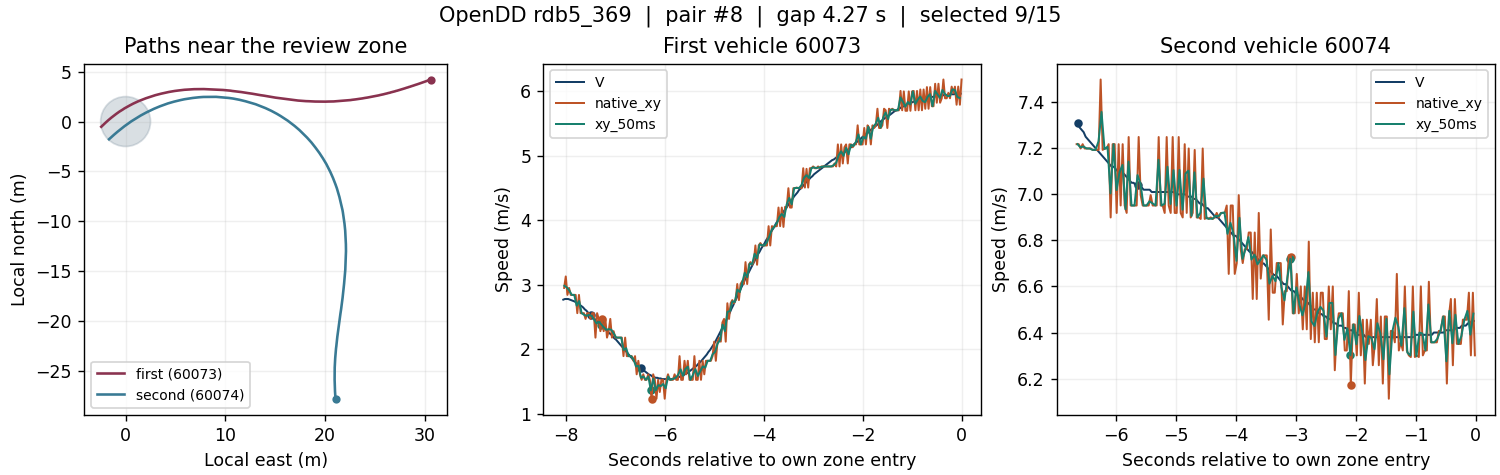 OpenDD rdb5_369 | pair #8 | gap 4.27 s | selected 9/15
Paths near the review zone
5
0
−5
−10
−15
−20
−25
0
10
20
30
Local north (m)
Local east (m)
first (60073)
second (60074)
First vehicle 60073
V
native_xy
xy_50ms
6
5
4
3
2
1
−8
−6
−4
−2
0
Speed (m/s)
Seconds relative to own zone entry
Second vehicle 60074
V
native_xy
xy_50ms
7.4
7.2
7.0
6.8
6.6
6.4
6.2
−6
−5
−4
−3
−2
−1
0
Speed (m/s)
Seconds relative to own zone entry